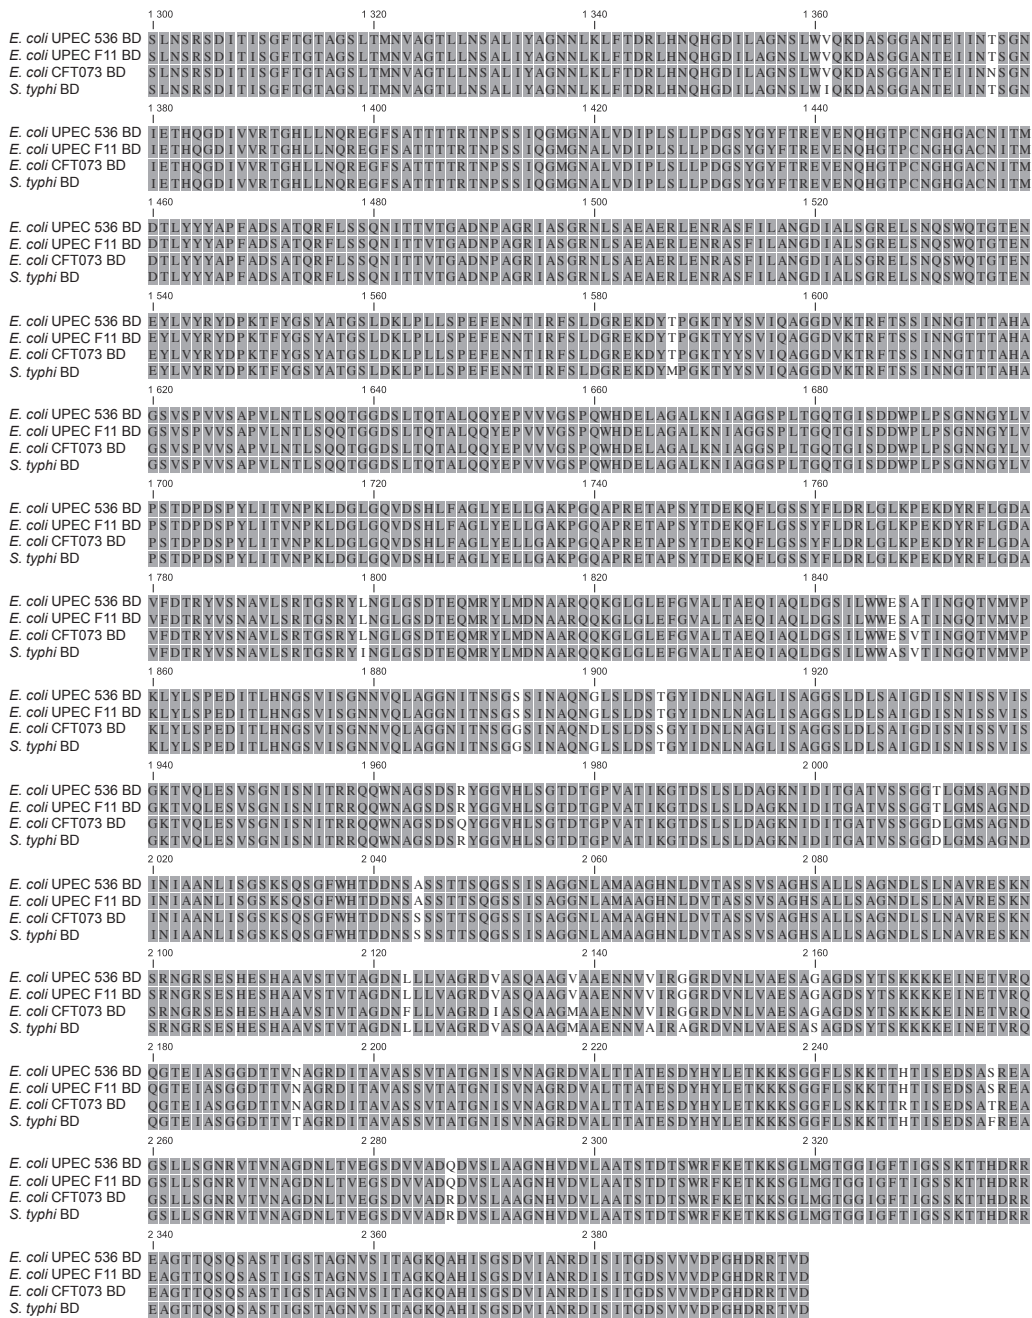 1 300 1 320 1 340 1 360
E. coli UPEC 536 BD SLNSRSDITISGFTGTAGSLTMNVAGTLLNSALIYAGNNLKLFTDRLHNQHGDILAGNSLWVQKDASGGANTEIINTSGN
E. coli UPEC F11 BD SLNSRSDITISGFTGTAGSLTMNVAGTLLNSALIYAGNNLKLFTDRLHNQHGDILAGNSLWVQKDASGGANTEIINTSGN
E. coli CFT073 BD SLNSRSDITISGFTGTAGSLTMNVAGTLLNSALIYAGNNLKLFTDRLHNQHGDILAGNSLWVQKDASGGANTEIINNSGN
S. typhi BD SLNSRSDITISGFTGTAGSLTMNVAGTLLNSALIYAGNNLKLFTDRLHNQHGDILAGNSLWIQKDASGGANTEIINTSGN
1 380 1 400 1 420 1 440
E. coli UPEC 536 BD IETHQGDIVVRTGHLLNQREGFSATTTTRTNPSSIQGMGNALVDIPLSLLPDGSYGYFTREVENQHGTPCNGHGACNITM
E. coli UPEC F11 BD IETHQGDIVVRTGHLLNQREGFSATTTTRTNPSSIQGMGNALVDIPLSLLPDGSYGYFTREVENQHGTPCNGHGACNITM
E. coli CFT073 BD IETHQGDIVVRTGHLLNQREGFSATTTTRTNPSSIQGMGNALVDIPLSLLPDGSYGYFTREVENQHGTPCNGHGACNITM
S. typhi BD IETHQGDIVVRTGHLLNQREGFSATTTTRTNPSSIQGMGNALVDIPLSLLPDGSYGYFTREVENQHGTPCNGHGACNITM
1 460 1 480 1 500 1 520
E. coli UPEC 536 BD DTLYYYAPFADSATQRFLSSQNITTVTGADNPAGRIASGRNLSAEAERLENRASFILANGDIALSGRELSNQSWQTGTEN
E. coli UPEC F11 BD DTLYYYAPFADSATQRFLSSQNITTVTGADNPAGRIASGRNLSAEAERLENRASFILANGDIALSGRELSNQSWQTGTEN
E. coli CFT073 BD DTLYYYAPFADSATQRFLSSQNITTVTGADNPAGRIASGRNLSAEAERLENRASFILANGDIALSGRELSNQSWQTGTEN
S. typhi BD DTLYYYAPFADSATQRFLSSQNITTVTGADNPAGRIASGRNLSAEAERLENRASFILANGDIALSGRELSNQSWQTGTEN
1 540 1 560 1 580 1 600
E. coli UPEC 536 BD EYLVYRYDPKTFYGSYATGSLDKLPLLSPEFENNTIRFSLDGREKDYTPGKTYYSVIQAGGDVKTRFTSSINNGTTTAHA
E. coli UPEC F11 BD EYLVYRYDPKTFYGSYATGSLDKLPLLSPEFENNTIRFSLDGREKDYTPGKTYYSVIQAGGDVKTRFTSSINNGTTTAHA
E. coli CFT073 BD EYLVYRYDPKTFYGSYATGSLDKLPLLSPEFENNTIRFSLDGREKDYTPGKTYYSVIQAGGDVKTRFTSSINNGTTTAHA
S. typhi BD EYLVYRYDPKTFYGSYATGSLDKLPLLSPEFENNTIRFSLDGREKDYMPGKTYYSVIQAGGDVKTRFTSSINNGTTTAHA
1 620 1 640 1 660 1 680
E. coli UPEC 536 BD GSVSPVVSAPVLNTLSQQTGGDSLTQTALQQYEPVVVGSPQWHDELAGALKNIAGGSPLTGQTGISDDWPLPSGNNGYLV
E. coli UPEC F11 BD GSVSPVVSAPVLNTLSQQTGGDSLTQTALQQYEPVVVGSPQWHDELAGALKNIAGGSPLTGQTGISDDWPLPSGNNGYLV
E. coli CFT073 BD GSVSPVVSAPVLNTLSQQTGGDSLTQTALQQYEPVVVGSPQWHDELAGALKNIAGGSPLTGQTGISDDWPLPSGNNGYLV
S. typhi BD GSVSPVVSAPVLNTLSQQTGGDSLTQTALQQYEPVVVGSPQWHDELAGALKNIAGGSPLTGQTGISDDWPLPSGNNGYLV
1 700 1 720 1 740 1 760
E. coli UPEC 536 BD PSTDPDSPYLITVNPKLDGLGQVDSHLFAGLYELLGAKPGQAPRETAPSYTDEKQFLGSSYFLDRLGLKPEKDYRFLGDA
E. coli UPEC F11 BD PSTDPDSPYLITVNPKLDGLGQVDSHLFAGLYELLGAKPGQAPRETAPSYTDEKQFLGSSYFLDRLGLKPEKDYRFLGDA
E. coli CFT073 BD PSTDPDSPYLITVNPKLDGLGQVDSHLFAGLYELLGAKPGQAPRETAPSYTDEKQFLGSSYFLDRLGLKPEKDYRFLGDA
S. typhi BD PSTDPDSPYLITVNPKLDGLGQVDSHLFAGLYELLGAKPGQAPRETAPSYTDEKQFLGSSYFLDRLGLKPEKDYRFLGDA
1 780 1 800 1 820 1 840
E. coli UPEC 536 BD VFDTRYVSNAVLSRTGSRYLNGLGSDTEQMRYLMDNAARQQKGLGLEFGVALTAEQIAQLDGSILWWESATINGQTVMVP
E. coli UPEC F11 BD VFDTRYVSNAVLSRTGSRYLNGLGSDTEQMRYLMDNAARQQKGLGLEFGVALTAEQIAQLDGSILWWESATINGQTVMVP
E. coli CFT073 BD VFDTRYVSNAVLSRTGSRYLNGLGSDTEQMRYLMDNAARQQKGLGLEFGVALTAEQIAQLDGSILWWESVTINGQTVMVP
S. typhi BD VFDTRYVSNAVLSRTGSRYINGLGSDTEQMRYLMDNAARQQKGLGLEFGVALTAEQIAQLDGSILWWASVTINGQTVMVP
1 860 1 880 1 900 1 920
E. coli UPEC 536 BD KLYLSPEDITLHNGSVISGNNVQLAGGNITNSGSSINAQNGLSLDSTGYIDNLNAGLISAGGSLDLSAIGDISNISSVIS
E. coli UPEC F11 BD KLYLSPEDITLHNGSVISGNNVQLAGGNITNSGSSINAQNGLSLDSTGYIDNLNAGLISAGGSLDLSAIGDISNISSVIS
E. coli CFT073 BD KLYLSPEDITLHNGSVISGNNVQLAGGNITNSGGSINAQNDLSLDSSGYIDNLNAGLISAGGSLDLSAIGDISNISSVIS
S. typhi BD KLYLSPEDITLHNGSVISGNNVQLAGGNITNSGGSINAQNGLSLDSTGYIDNLNAGLISAGGSLDLSAIGDISNISSVIS
1 940 1 960 1 980 2 000
E. coli UPEC 536 BD GKTVQLESVSGNISNITRRQQWNAGSDSRYGGVHLSGTDTGPVATIKGTDSLSLDAGKNIDITGATVSSGGTLGMSAGND
E. coli UPEC F11 BD GKTVQLESVSGNISNITRRQQWNAGSDSRYGGVHLSGTDTGPVATIKGTDSLSLDAGKNIDITGATVSSGGTLGMSAGND
E. coli CFT073 BD GKTVQLESVSGNISNITRRQQWNAGSDSQYGGVHLSGTDTGPVATIKGTDSLSLDAGKNIDITGATVSSGGDLGMSAGND
S. typhi BD GKTVQLESVSGNISNITRRQQWNAGSDSRYGGVHLSGTDTGPVATIKGTDSLSLDAGKNIDITGATVSSGGDLGMSAGND
2 020 2 040 2 060 2 080
E. coli UPEC 536 BD INIAANLISGSKSQSGFWHTDDNSASSTTSQGSSISAGGNLAMAAGHNLDVTASSVSAGHSALLSAGNDLSLNAVRESKN
E. coli UPEC F11 BD INIAANLISGSKSQSGFWHTDDNSASSTTSQGSSISAGGNLAMAAGHNLDVTASSVSAGHSALLSAGNDLSLNAVRESKN
E. coli CFT073 BD INIAANLISGSKSQSGFWHTDDNSSSSTTSQGSSISAGGNLAMAAGHNLDVTASSVSAGHSALLSAGNDLSLNAVRESKN
S. typhi BD INIAANLISGSKSQSGFWHTDDNSSSSTTSQGSSISAGGNLAMAAGHNLDVTASSVSAGHSALLSAGNDLSLNAVRESKN
2 100 2 120 2 140 2 160
E. coli UPEC 536 BD SRNGRSESHESHAAVSTVTAGDNLLLVAGRDVASQAAGVAAENNVVIRGGRDVNLVAESAGAGDSYTSKKKKEINETVRQ
E. coli UPEC F11 BD SRNGRSESHESHAAVSTVTAGDNLLLVAGRDVASQAAGVAAENNVVIRGGRDVNLVAESAGAGDSYTSKKKKEINETVRQ
E. coli CFT073 BD SRNGRSESHESHAAVSTVTAGDNFLLVAGRDIASQAAGMAAENNVVIRGGRDVNLVAESAGAGDSYTSKKKKEINETVRQ
S. typhi BD SRNGRSESHESHAAVSTVTAGDNLLLVAGRDVASQAAGMAAENNVAIRAGRDVNLVAESASAGDSYTSKKKKEINETVRQ
2 180 2 200 2 220 2 240
E. coli UPEC 536 BD QGTEIASGGDTTVNAGRDITAVASSVTATGNISVNAGRDVALTTATESDYHYLETKKKSGGFLSKKTTHTISEDSASREA
E. coli UPEC F11 BD QGTEIASGGDTTVNAGRDITAVASSVTATGNISVNAGRDVALTTATESDYHYLETKKKSGGFLSKKTTHTISEDSASREA
E. coli CFT073 BD QGTEIASGGDTTVNAGRDITAVASSVTATGNISVNAGRDVALTTATESDYHYLETKKKSGGFLSKKTTRTISEDSATREA
S. typhi BD QGTEIASGGDTTVTAGRDITAVASSVTATGNISVNAGRDVALTTATESDYHYLETKKKSGGFLSKKTTHTISEDSAFREA
2 260 2 280 2 300 2 320
E. coli UPEC 536 BD GSLLSGNRVTVNAGDNLTVEGSDVVADQDVSLAAGNHVDVLAATSTDTSWRFKETKKSGLMGTGGIGFTIGSSKTTHDRR
E. coli UPEC F11 BD GSLLSGNRVTVNAGDNLTVEGSDVVADQDVSLAAGNHVDVLAATSTDTSWRFKETKKSGLMGTGGIGFTIGSSKTTHDRR
E. coli CFT073 BD GSLLSGNRVTVNAGDNLTVEGSDVVADRDVSLAAGNHVDVLAATSTDTSWRFKETKKSGLMGTGGIGFTIGSSKTTHDRR
S. typhi BD GSLLSGNRVTVNAGDNLTVEGSDVVADRDVSLAAGNHVDVLAATSTDTSWRFKETKKSGLMGTGGIGFTIGSSKTTHDRR
2 340 2 360 2 380
E. coli UPEC 536 BD EAGTTQSQSASTIGSTAGNVSITAGKQAHISGSDVIANRDISITGDSVVVDPGHDRRTVD
E. coli UPEC F11 BD EAGTTQSQSASTIGSTAGNVSITAGKQAHISGSDVIANRDISITGDSVVVDPGHDRRTVD
E. coli CFT073 BD EAGTTQSQSASTIGSTAGNVSITAGKQAHISGSDVIANRDISITGDSVVVDPGHDRRTVD
S. typhi BD EAGTTQSQSASTIGSTAGNVSITAGKQAHISGSDVIANRDISITGDSVVVDPGHDRRTVD